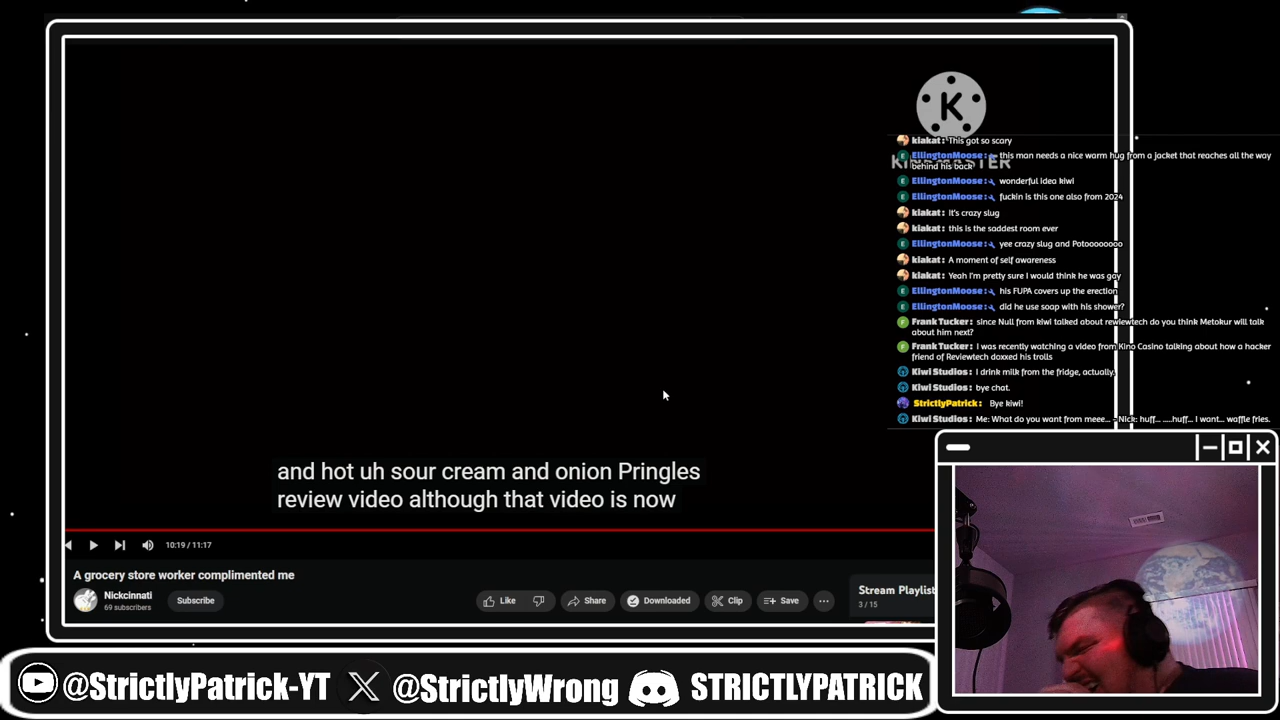 K
KINEMASTER
kiakat: This got so scary
EllingtonMoose: this man needs a nice warm hug from a jacket that reaches all the way
behind his back
EllingtonMoose: wonderful idea kiwi
EllingtonMoose: fuckin is this one also from 2024
kiakat: It's crazy slug
kiakat: this is the saddest room ever
EllingtonMoose: yee crazy slug and Potooooooo
kiakat: A moment of self awareness
kiakat: Yeah I'm pretty sure I would think he was gay
EllingtonMoose: his FUPA covers up the erection
EllingtonMoose: did he use soap with his shower?
Frank Tucker: since Null from kiwi talked about rewiewtech do you think Metokur will talk
about him next?
Frank Tucker: I was recently watching a video from Kino Casino talking about how a hacker
friend of Reviewtech doxxed his trolls
Kiwi Studios: I drink milk from the fridge, actually.
Kiwi Studios: bye chat.
StrictlyPatrick: Bye kiwi!
Kiwi Studios: Me: What do you want from meee... - Nick: huff... ....huff... I want... waffle fries.
and hot uh sour cream and onion Pringles
review video although that video is now
10:19 / 11:17
A grocery store worker complimented me
Nickcinnati
69 subscribers
Subscribe
Like
Share
Downloaded
Clip
Save
Stream Playlist
3 / 15
@StrictlyPatrick-YT
@StrictlyWrong
STRICTLYPATRICK